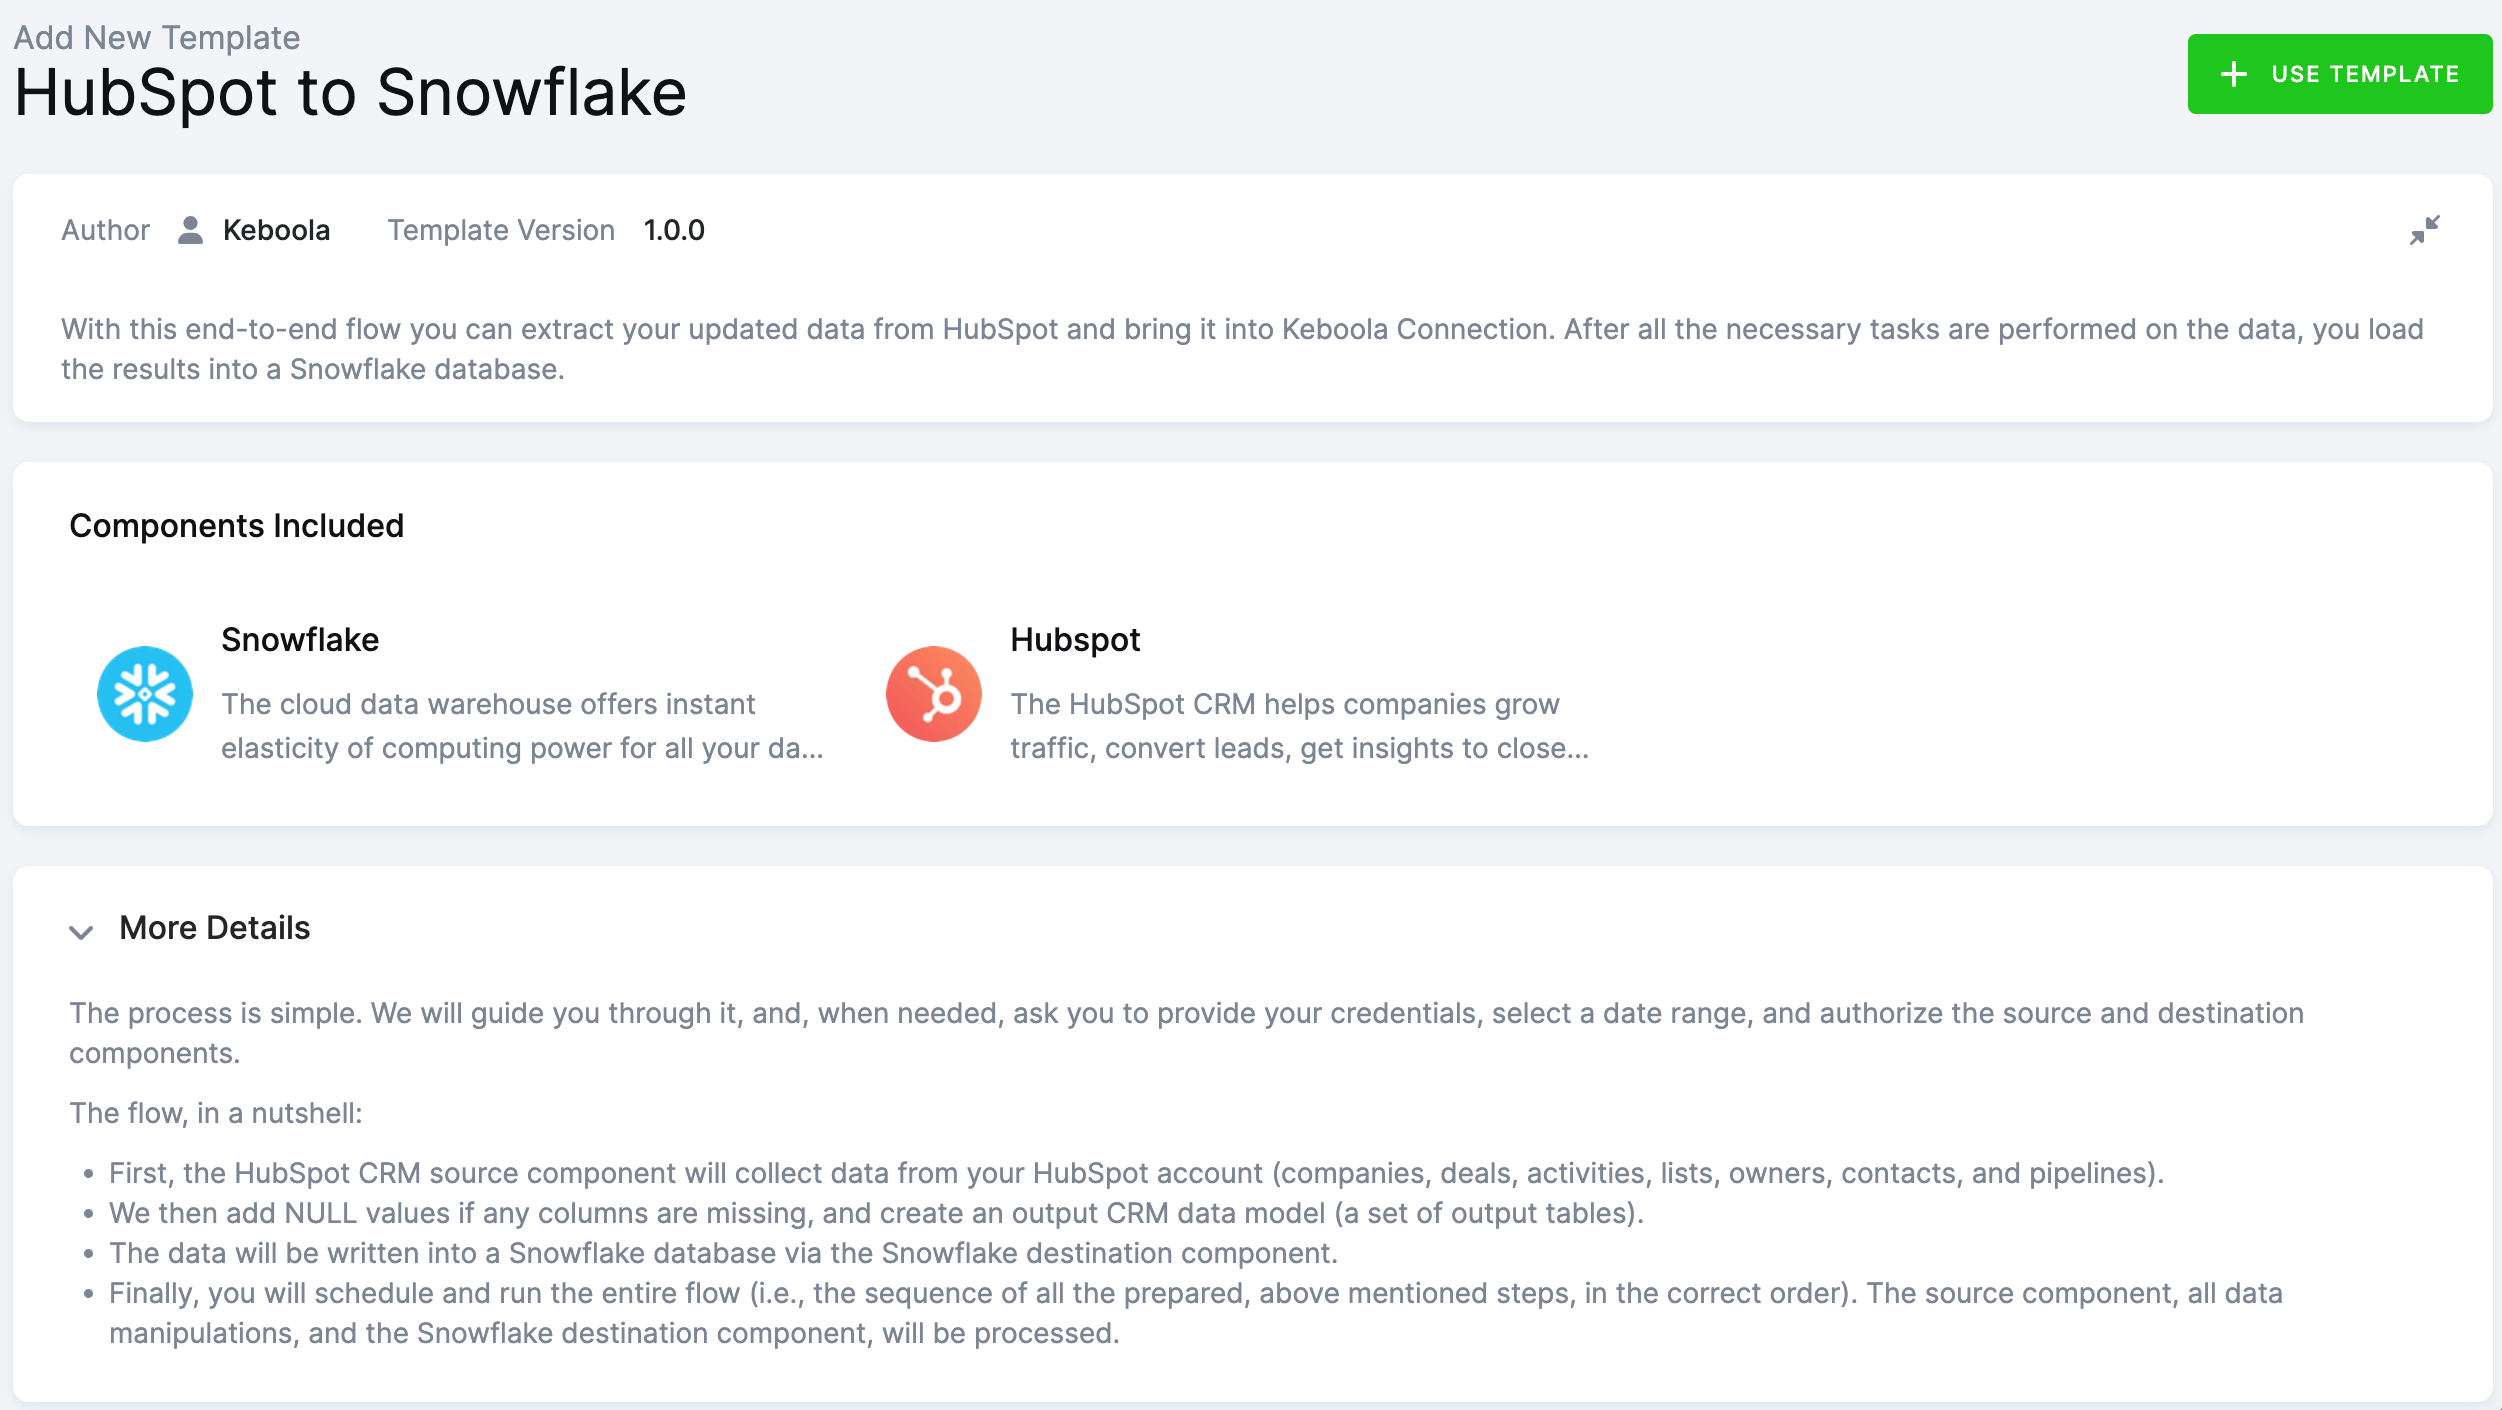 Add New Template
HubSpot to Snowflake
USE TEMPLATE
Author Keboola Template Version 1.0.0
With this end-to-end flow you can extract your updated data from HubSpot and bring it into Keboola Connection. After all the necessary tasks are performed on the data, you load
the results into a Snowflake database.
Components Included
Snowflake
The cloud data warehouse offers instant
elasticity of computing power for all your da...
Hubspot
The HubSpot CRM helps companies grow
traffic, convert leads, get insights to close...
More Details
The process is simple. We will guide you through it, and, when needed, ask you to provide your credentials, select a date range, and authorize the source and destination
components.
The flow, in a nutshell:
• First, the HubSpot CRM source component will collect data from your HubSpot account (companies, deals, activities, lists, owners, contacts, and pipelines).
• We then add NULL values if any columns are missing, and create an output CRM data model (a set of output tables).
• The data will be written into a Snowflake database via the Snowflake destination component.
• Finally, you will schedule and run the entire flow (i.e., the sequence of all the prepared, above mentioned steps, in the correct order). The source component, all data
manipulations, and the Snowflake destination component, will be processed.